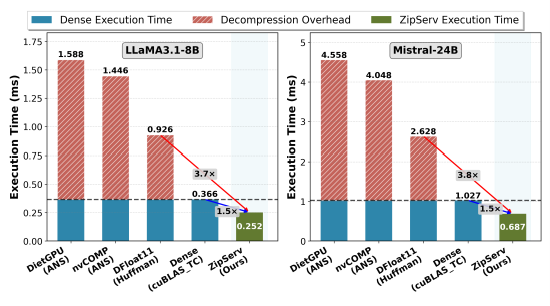 Dense Execution Time
Decompression Overhead
ZipServ Execution Time
LLaMA3.1-8B
Execution Time (ms)
1.75
1.50
1.25
1.00
0.75
0.50
0.25
0.00
1.588
1.446
0.926
0.366
0.252
3.7×
1.5×
DietGPU
(ANS)
nvCOMP
(ANS)
DFloat11
(Huffman)
Dense
(cuBLAS_TC)
ZipServ
(Ours)
Mistral-24B
Execution Time (ms)
5
4
3
2
1
0
4.558
4.048
2.628
1.027
0.687
3.8×
1.5×
DietGPU
(ANS)
nvCOMP
(ANS)
DFloat11
(Huffman)
Dense
(cuBLAS_TC)
ZipServ
(Ours)